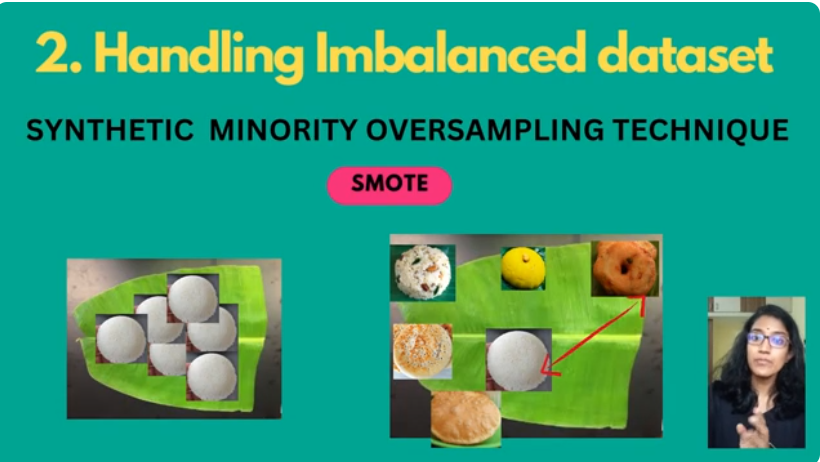 2. Handling Imbalanced dataset
SYNTHETIC MINORITY OVERSAMPLING TECHNIQUE
SMOTE